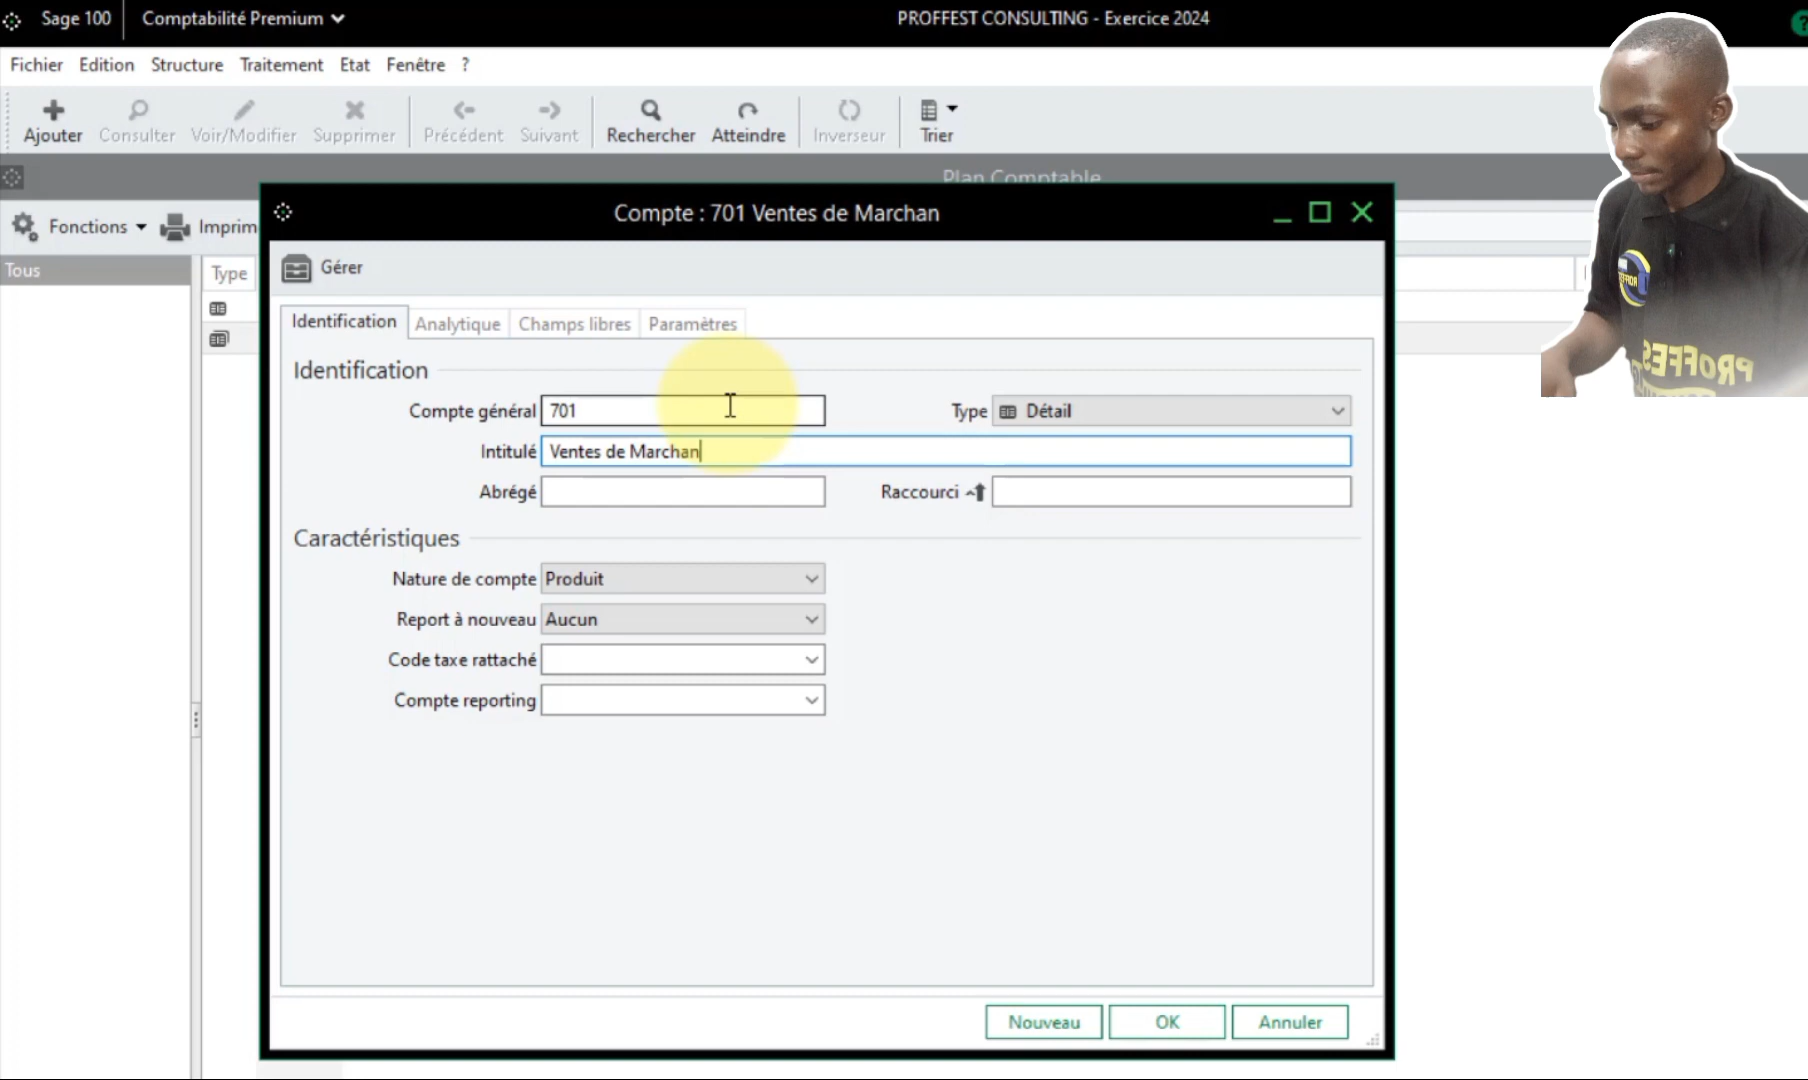 Sage 100 Comptabilité Premium PROFFEST CONSULTING - Exercice 2024 ?
Fichier Edition Structure Traitement Etat Fenêtre ?
Ajouter Consulter Voir/Modifier Supprimer Précédent Suivant Rechercher Atteindre Inverseur Trier
Plan Comptable
Fonctions Imprim
Tous Type
Compte : 701 Ventes de Marchan
Gérer
Identification Analytique Champs libres Paramètres
Identification
Compte général 701 Type Détail
Intitulé Ventes de Marchan
Abrégé Raccourci
Caractéristiques
Nature de compte Produit
Report à nouveau Aucun
Code taxe rattaché
Compte reporting
Nouveau OK Annuler